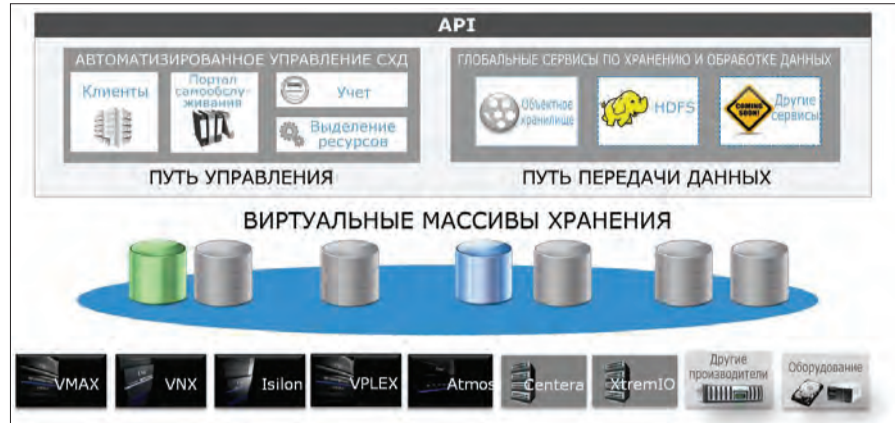 API
АВТОМАТИЗИРОВАННОЕ УПРАВЛЕНИЕ СХД
Клиенты
Портал
самообслу-
живания
Учет
Выделение
ресурсов
ПУТЬ УПРАВЛЕНИЯ
ГЛОБАЛЬНЫЕ СЕРВИСЫ ПО ХРАНЕНИЮ И ОБРАБОТКЕ ДАННЫХ
Объектное
хранилище
HDFS
COMING
SOON!
Другие
сервисы
ПУТЬ ПЕРЕДАЧИ ДАННЫХ
ВИРТУАЛЬНЫЕ МАССИВЫ ХРАНЕНИЯ
VMAX
VNX
Isilon
VPLEX
Atmos
Centera
XtremIO
Другие
производители
Оборудование